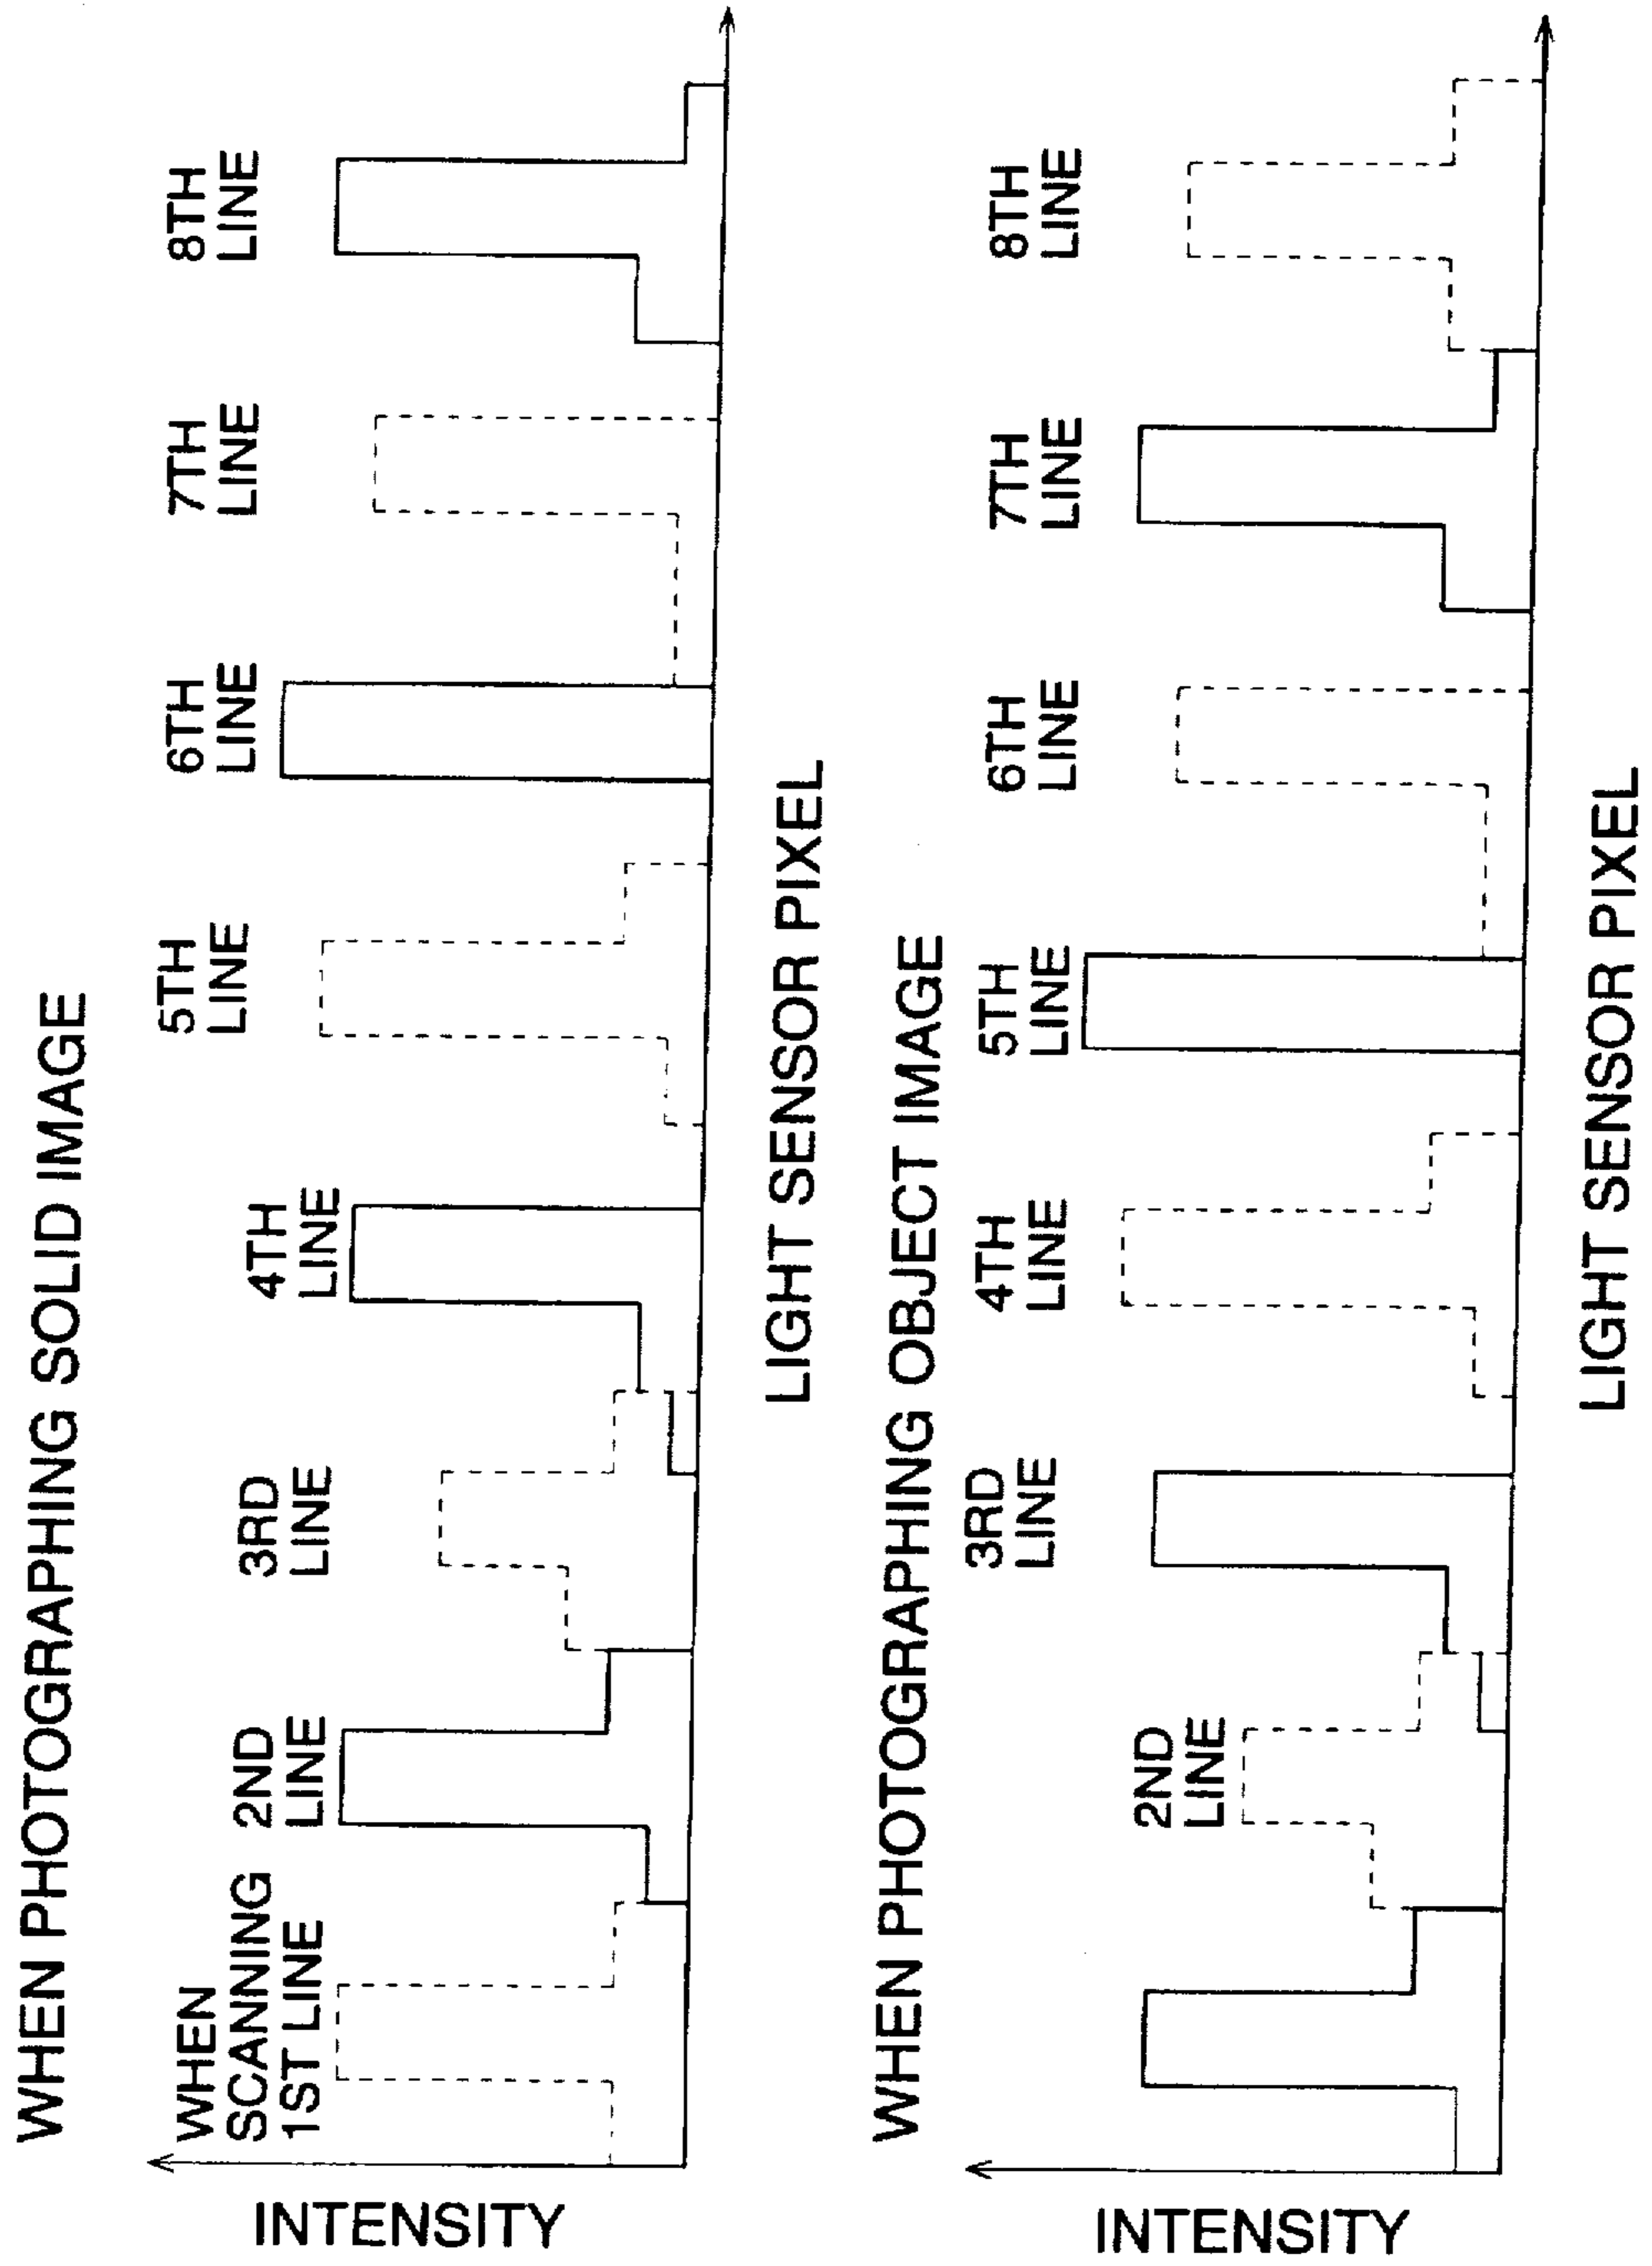 WHEN PHOTOGRAPHING SOLID IMAGE
INTENSITY
WHEN
SCANNING
1ST LINE
2ND
LINE
3RD
LINE
4TH
LINE
5TH
LINE
6TH
LINE
7TH
LINE
8TH
LINE
LIGHT SENSOR PIXEL
WHEN PHOTOGRAPHING OBJECT IMAGE
INTENSITY
2ND
LINE
3RD
LINE
4TH
LINE
5TH
LINE
6TH
LINE
7TH
LINE
8TH
LINE
LIGHT SENSOR PIXEL